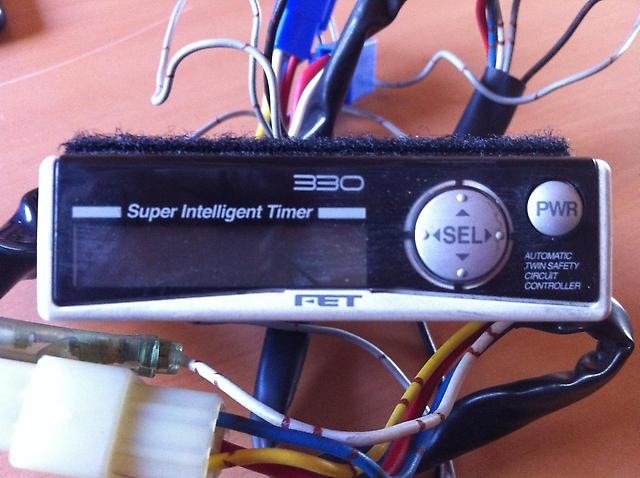 330
Super Intelligent Timer
SEL
PWR
AUTOMATIC
TWIN SAFETY
CIRCUIT
CONTROLLER
FET